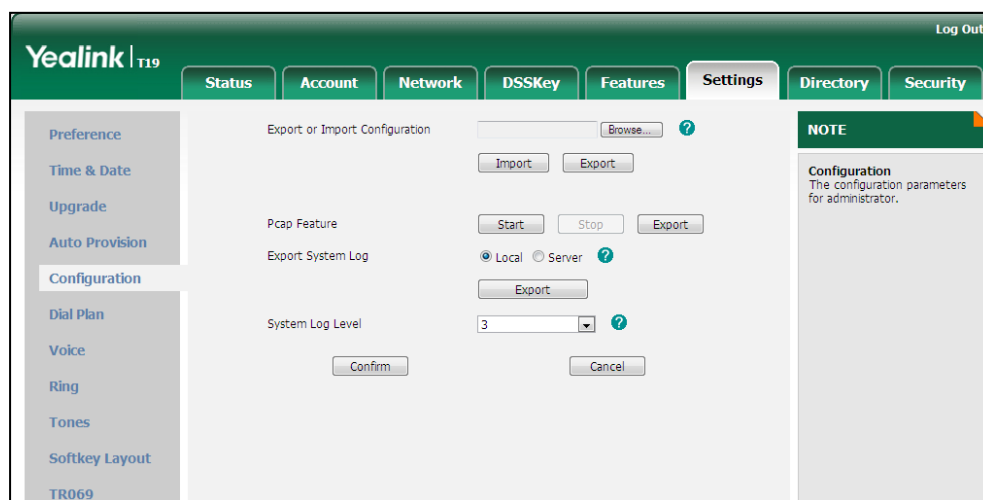 Log Out
Yealink T19
Status Account Network DSSKey Features Settings Directory Security
Preference
Time & Date
Upgrade
Auto Provision
Configuration
Dial Plan
Voice
Ring
Tones
Softkey Layout
TR069
Export or Import Configuration Browse... ?
Import Export
Pcap Feature Start Stop Export
Export System Log Local Server ?
Export
System Log Level 3 ?
Confirm Cancel
NOTE
Configuration
The configuration parameters
for administrator.